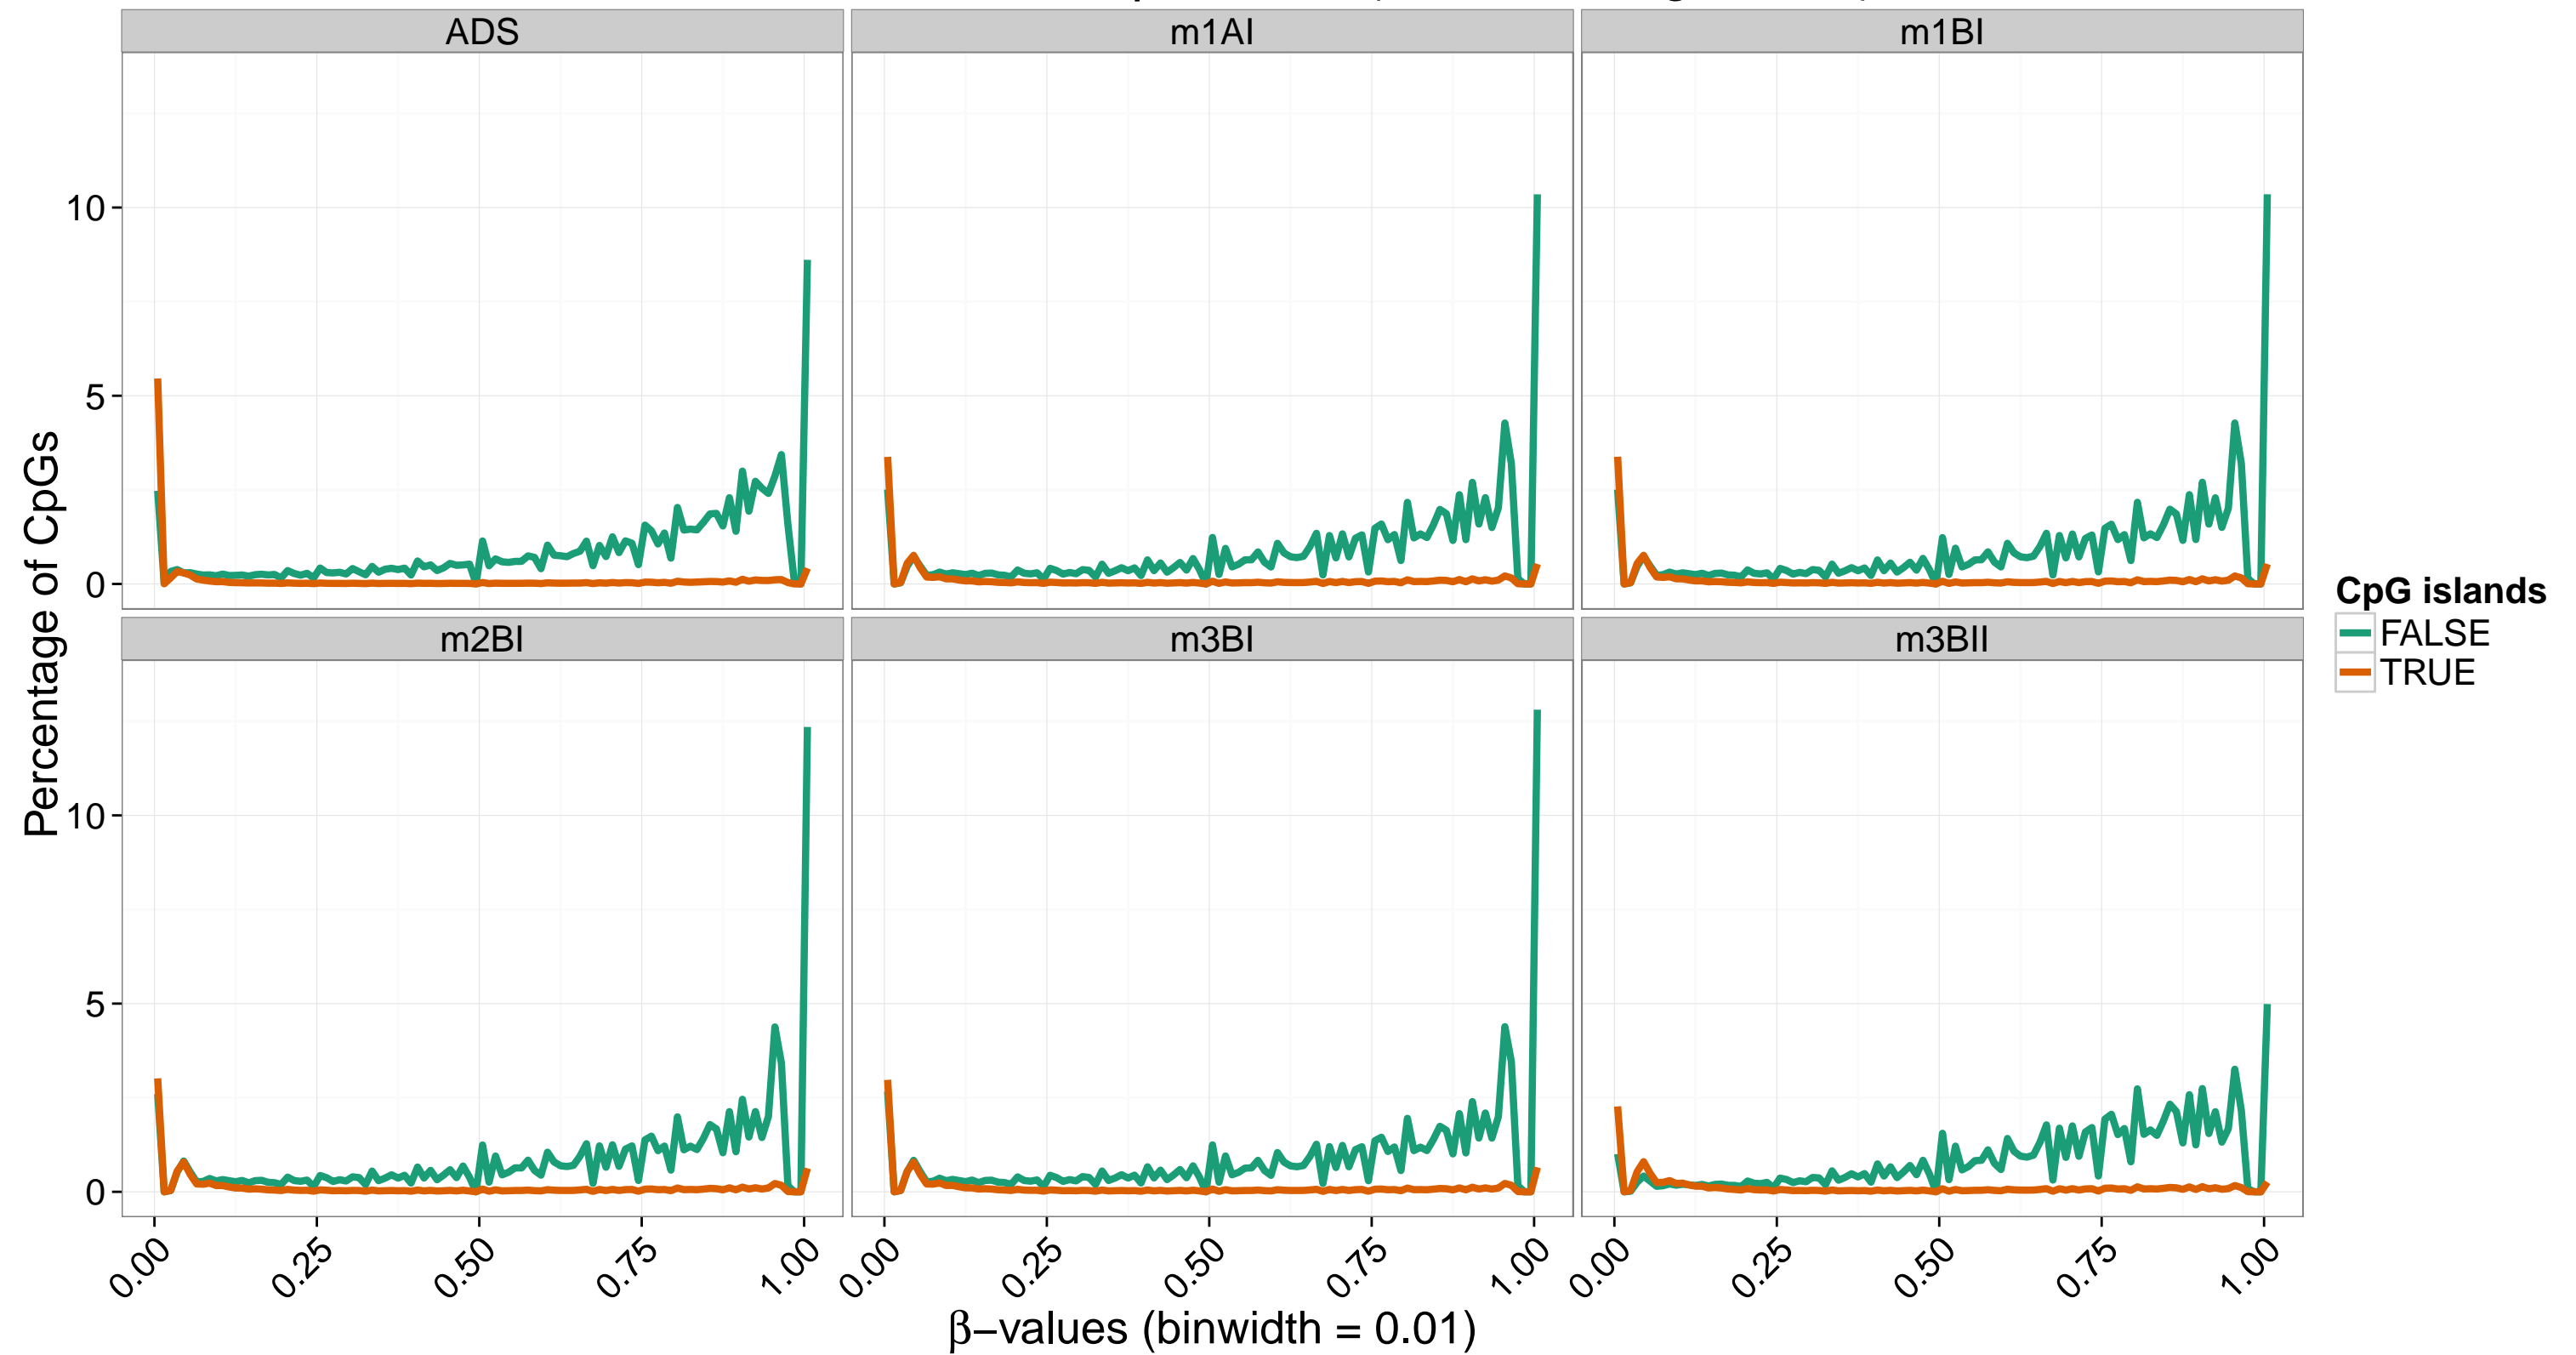 ADS
m1AI
m1BI
10
5
0
m2BI
m3BI
m3BII
10
5
0
Percentage of CpGs
0.00 0.25 0.50 0.75 1.00
0.00 0.25 0.50 0.75 1.00
0.00 0.25 0.50 0.75 1.00
β−values (binwidth = 0.01)
CpG islands
FALSE
TRUE